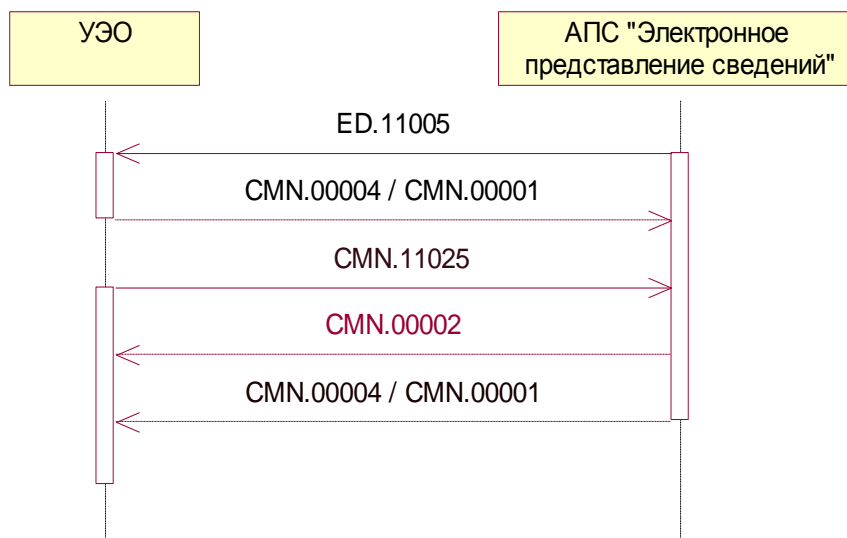 УЭО
АПС "Электронное
представление сведений"
ED.11005
CMN.00004 / CMN.00001
CMN.11025
CMN.00002
CMN.00004 / CMN.00001